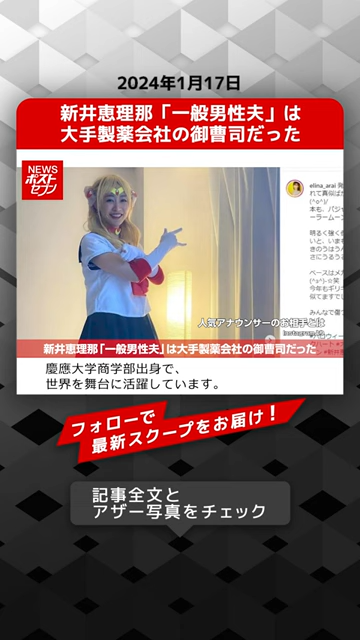 2024年1月17日
新井恵理那「一般男性夫」は
大手製薬会社の御曹司だった
NEWS
ポスト
セブン
elina_arai
(^o^)/
人気アナウンサーのお相手とは
新井恵理那「一般男性夫」は大手製薬会社の御曹司だった
慶應大学商学部出身で、
世界を舞台に活躍しています。
フォローで
最新スクープをお届け！
記事全文と
アザー写真をチェック